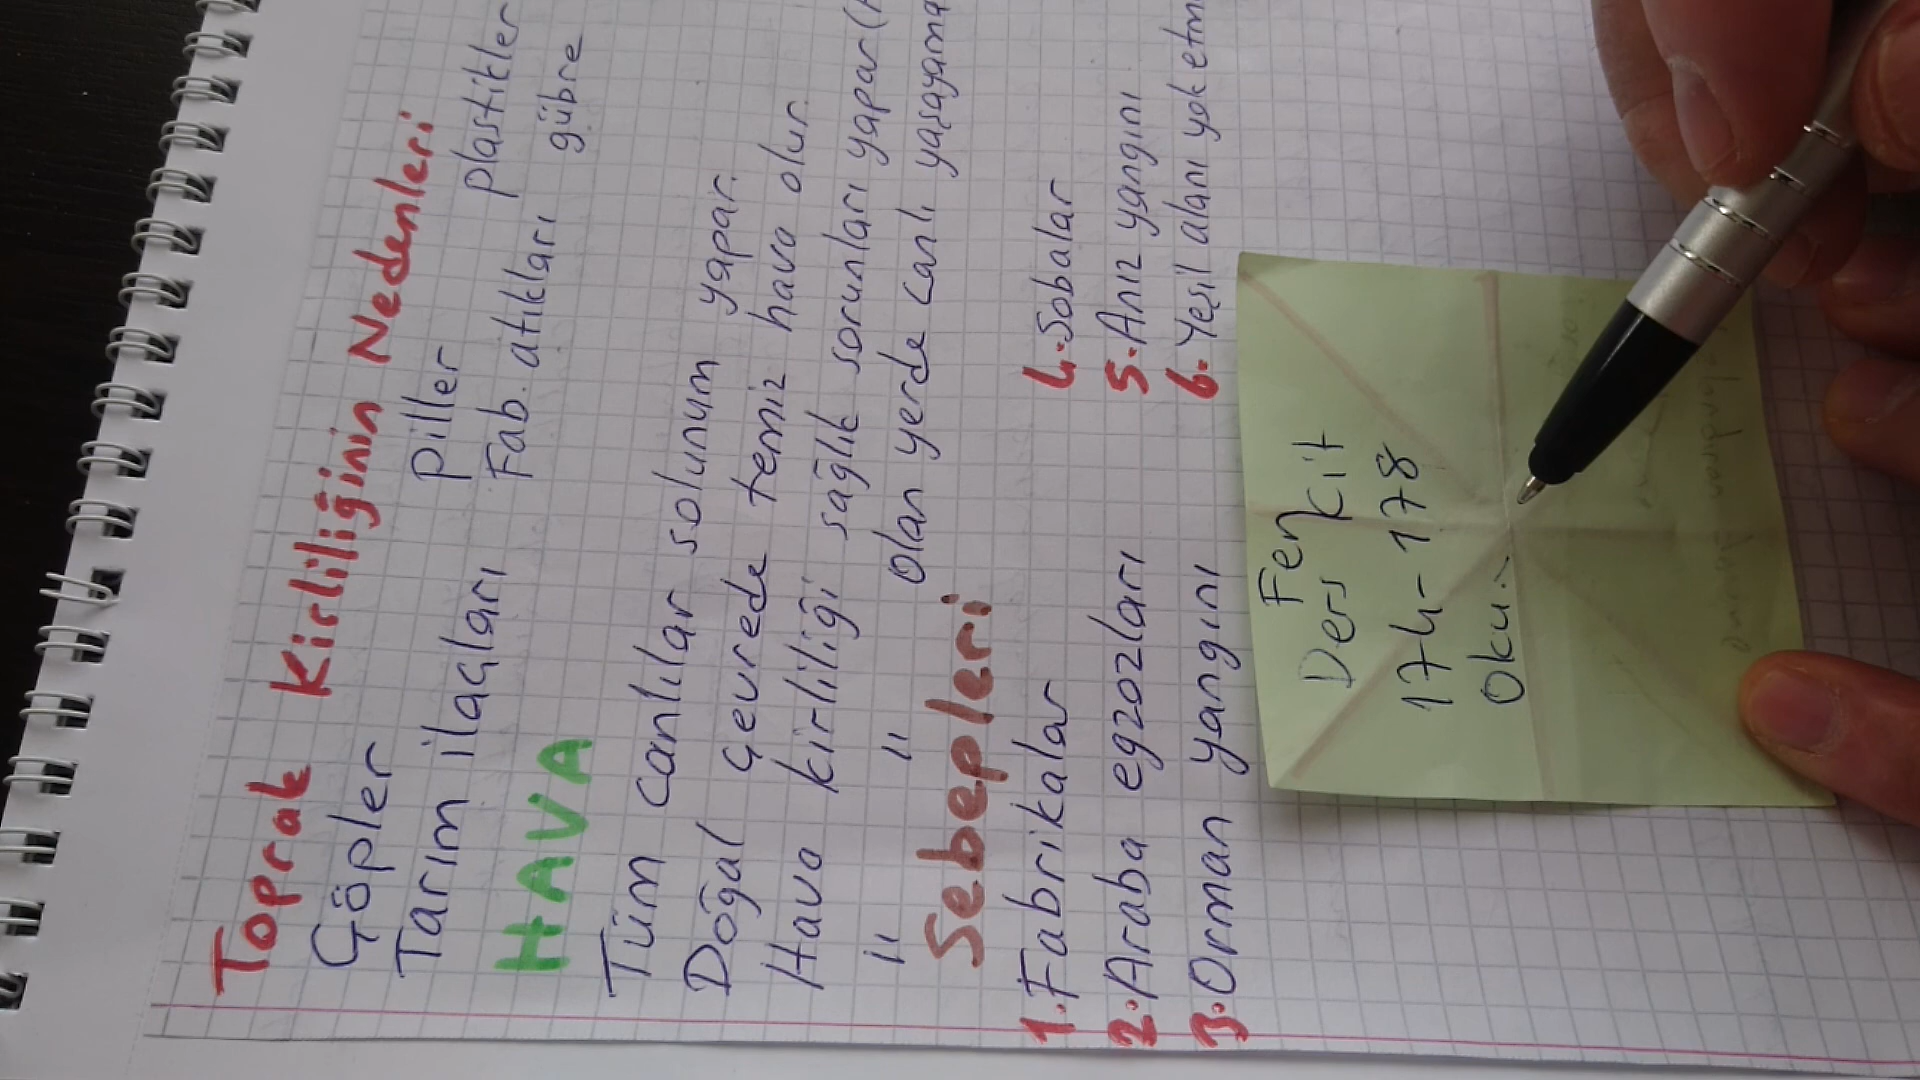 Toprak Kirliliğinin Nedenleri
Çöpler piller plastikler
Tarım ilaçları Fab. atıkları gübre
HAVA
Tüm canlılar solunum yapar.
Doğal çevrede temiz hava olur.
Hava kirliliği sağlık sorunları yapar (
" " olan yerde canlı yaşayama
Sebepleri
1. Fabrikalar 4. Sobalar
2. Araba egzozları 5. Anız yangını
3. Orman yangını 6. Yeşil alanı yok etm
Fen
Ders Kit
174-178
Oku..